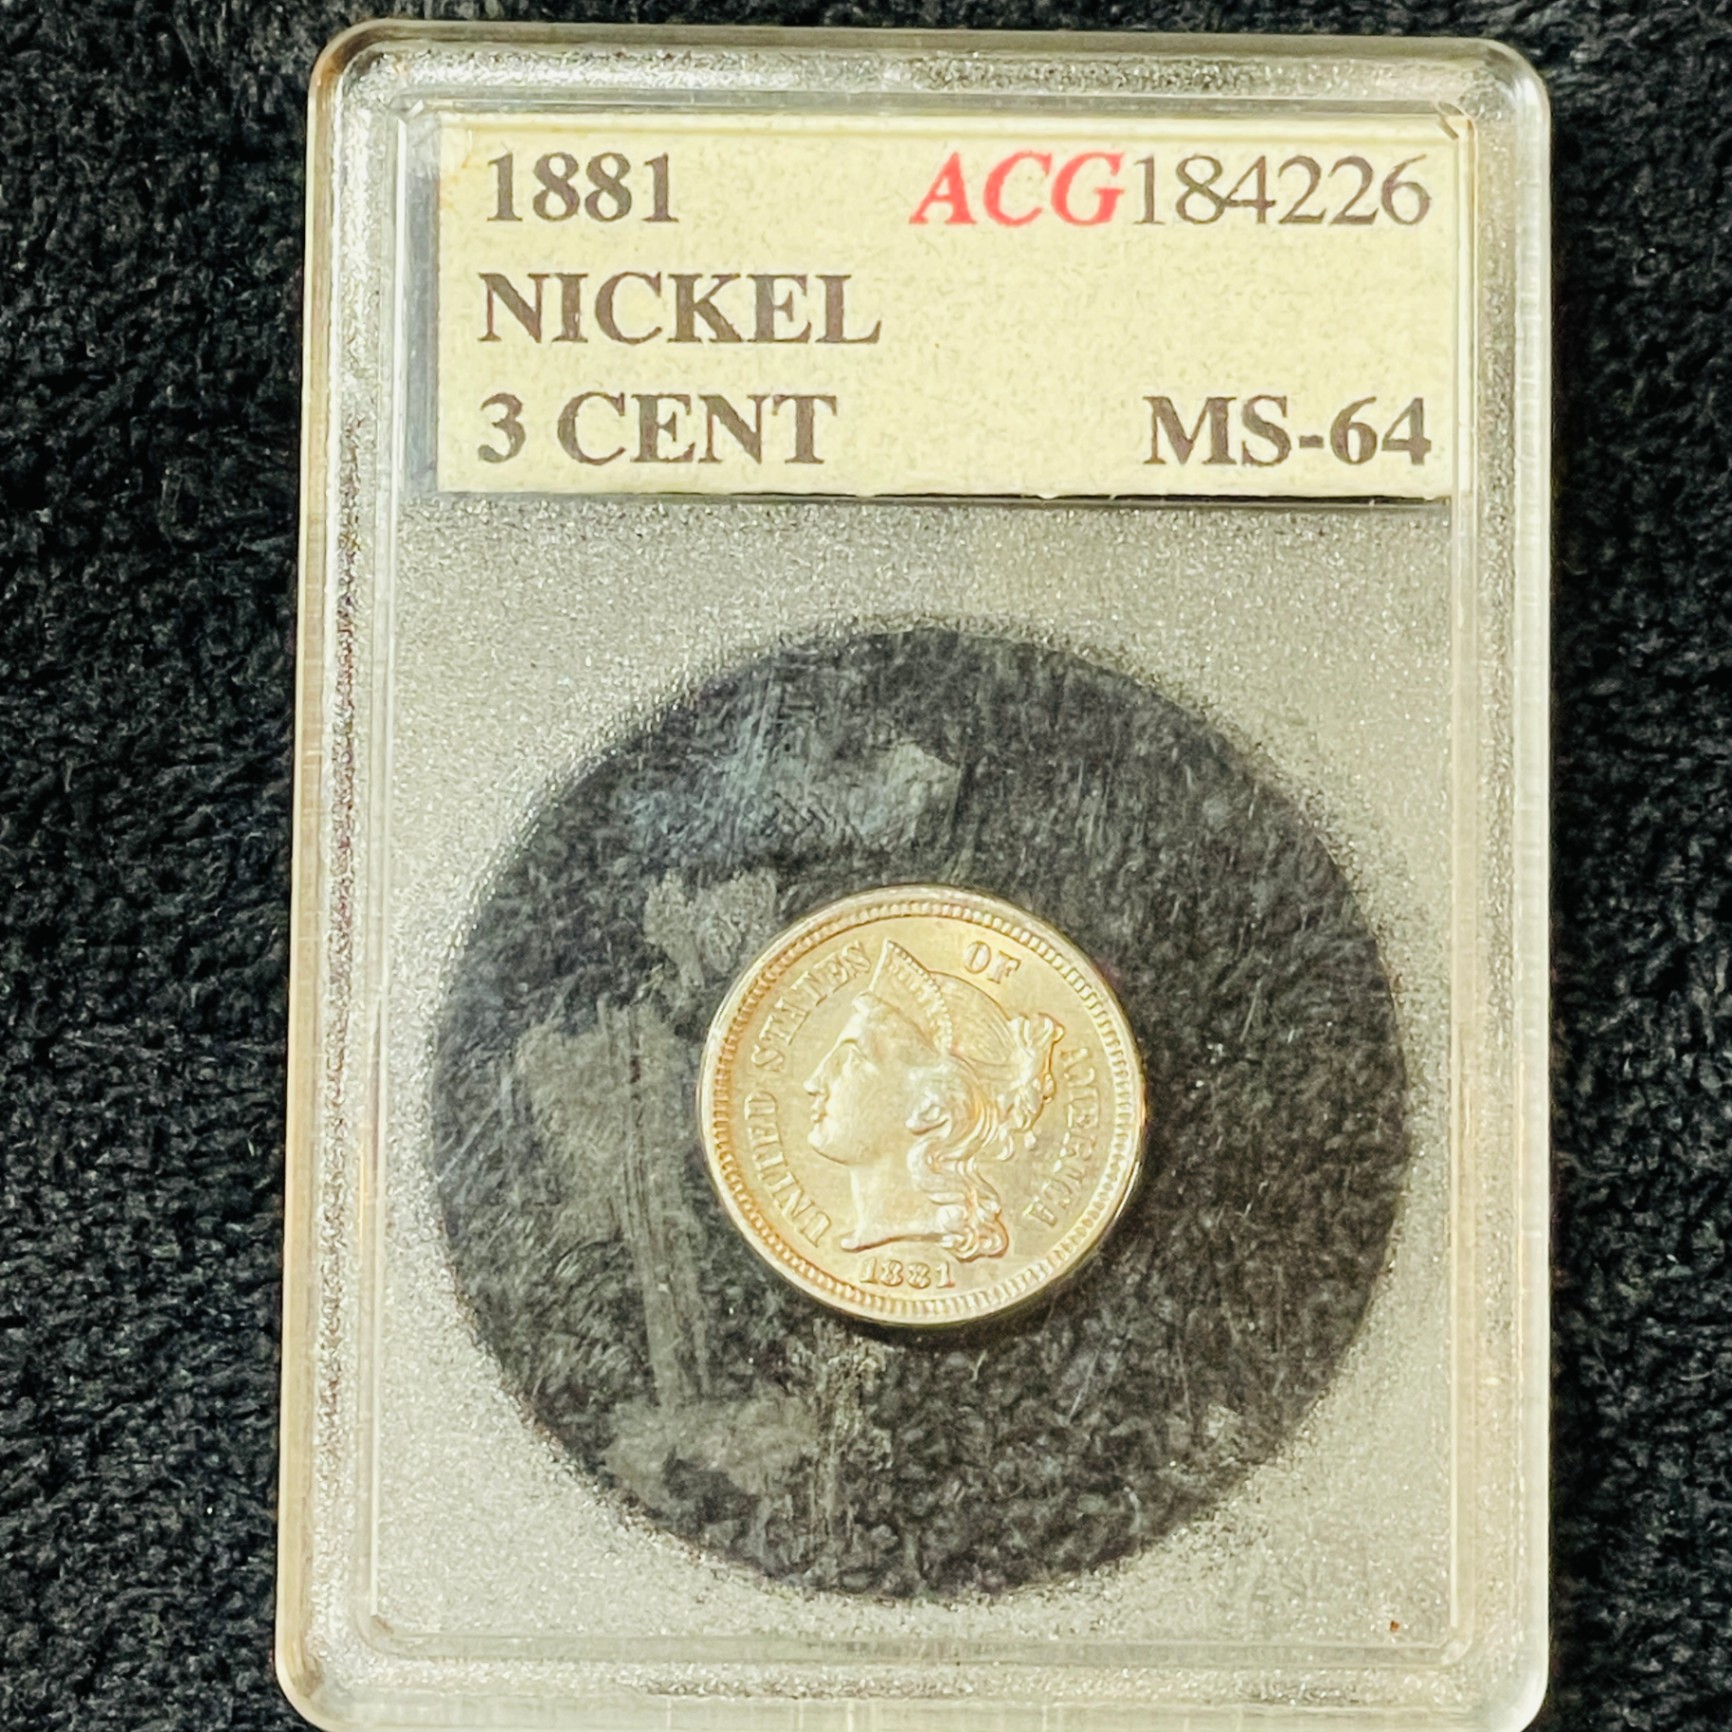 1881 ACG184226
NICKEL
3 CENT MS-64
UNITED STATES OF AMERICA
1881